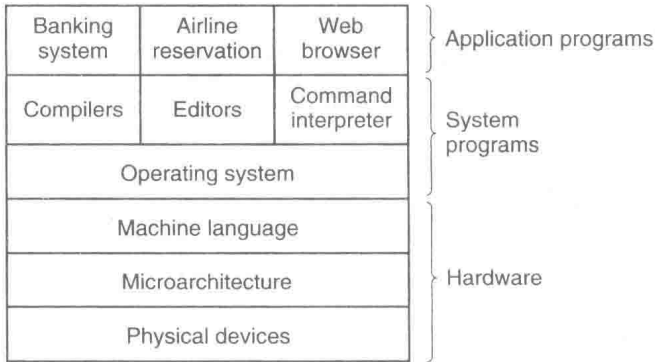 Banking system
Airline reservation
Web browser
Application programs
Compilers
Editors
Command interpreter
System programs
Operating system
Machine language
Microarchitecture
Hardware
Physical devices